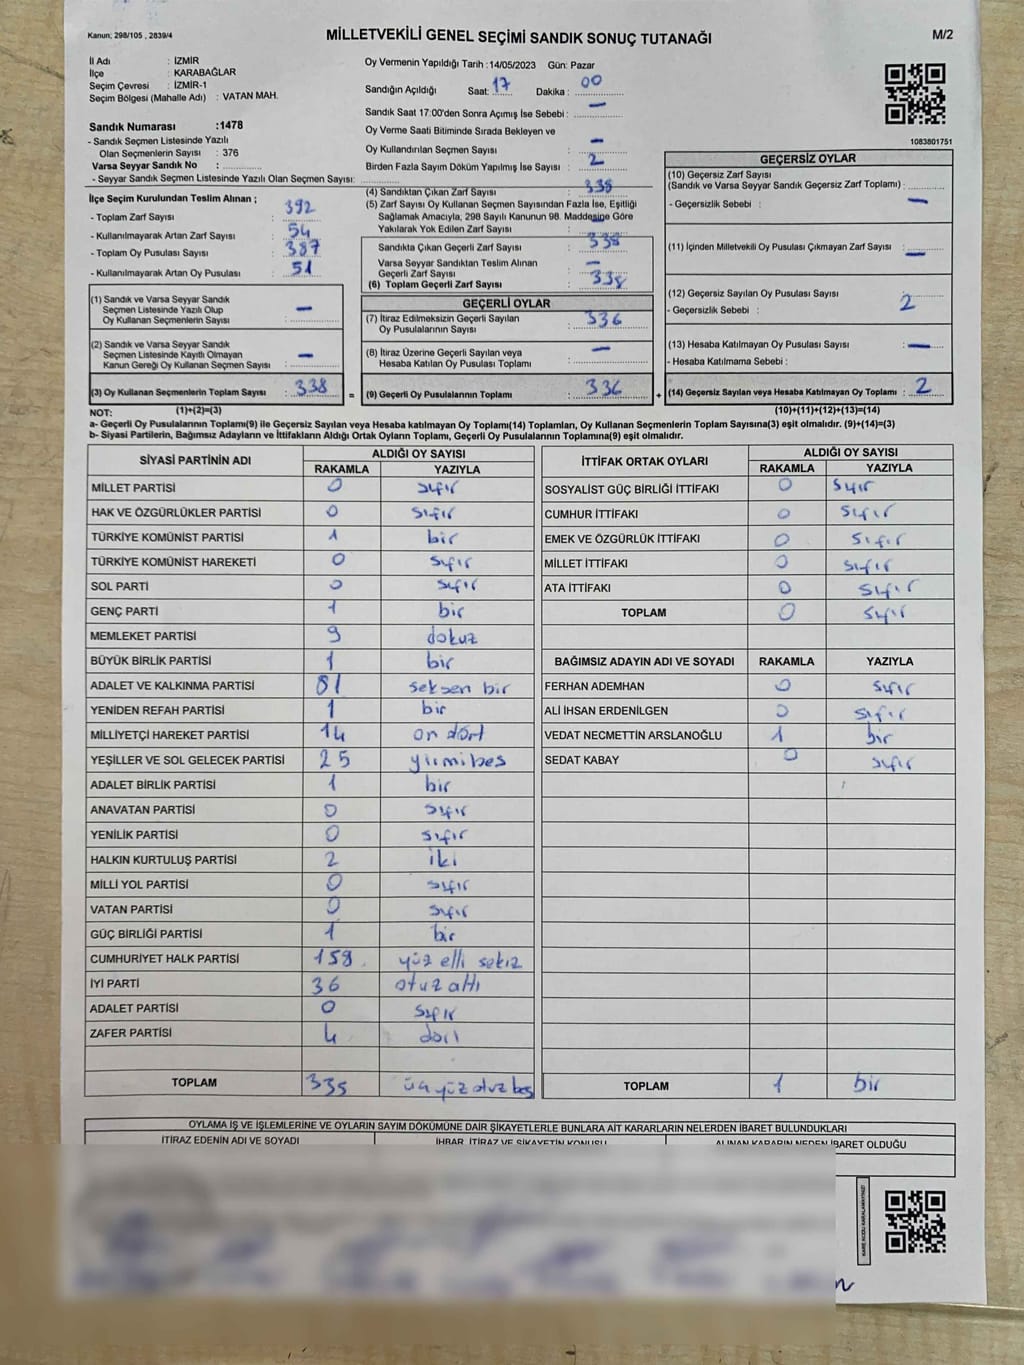 Kanun; 298/105 , 2839/4
MİLLETVEKİLİ GENEL SEÇİMİ SANDIK SONUÇ TUTANAĞI
M/2
İl Adı : İZMİR
İlçe : KARABAĞLAR
Seçim Çevresi : İZMİR-1
Seçim Bölgesi (Mahalle Adı) : VATAN MAH.
Oy Vermenin Yapıldığı Tarih :14/05/2023 Gün: Pazar
Sandığın Açıldığı Saat: 17 Dakika : 00
Sandık Saat 17:00'den Sonra Açımış İse Sebebi : —
Oy Verme Saati Bitiminde Sırada Bekleyen ve
Oy Kullandırılan Seçmen Sayısı : —
Birden Fazla Sayım Döküm Yapılmış İse Sayısı : 2
Sandık Numarası :1478
- Sandık Seçmen Listesinde Yazılı
Olan Seçmenlerin Sayısı : 376
Varsa Seyyar Sandık No :
- Seyyar Sandık Seçmen Listesinde Yazılı Olan Seçmen Sayısı:
1083801751
İlçe Seçim Kurulundan Teslim Alınan ;
- Toplam Zarf Sayısı : 392
- Kullanılmayarak Artan Zarf Sayısı : 54
- Toplam Oy Pusulası Sayısı : 387
- Kullanılmayarak Artan Oy Pusulası : 51
(4) Sandıktan Çıkan Zarf Sayısı : 338
(5) Zarf Sayısı Oy Kullanan Seçmen Sayısından Fazla İse, Eşitliği
Sağlamak Amacıyla, 298 Sayılı Kanunun 98. Maddesine Göre
Yakılarak Yok Edilen Zarf Sayısı : —
Sandıkta Çıkan Geçerli Zarf Sayısı : 338
Varsa Seyyar Sandıktan Teslim Alınan
Geçerli Zarf Sayısı : —
(6) Toplam Geçerli Zarf Sayısı : 338
GEÇERSİZ OYLAR
(10) Geçersiz Zarf Sayısı
(Sandık ve Varsa Seyyar Sandık Geçersiz Zarf Toplamı) :
- Geçersizlik Sebebi : —
(11) İçinden Milletvekili Oy Pusulası Çıkmayan Zarf Sayısı : —
(12) Geçersiz Sayılan Oy Pusulası Sayısı : 2
- Geçersizlik Sebebi :
(13) Hesaba Katılmayan Oy Pusulası Sayısı : —
- Hesaba Katılmama Sebebi :
(14) Geçersiz Sayılan veya Hesaba Katılmayan Oy Toplamı : 2
(1) Sandık ve Varsa Seyyar Sandık
Seçmen Listesinde Yazılı Olup
Oy Kullanan Seçmenlerin Sayısı : —
(2) Sandık ve Varsa Seyyar Sandık
Seçmen Listesinde Kayıtlı Olmayan
Kanun Gereği Oy Kullanan Seçmen Sayısı : —
(3) Oy Kullanan Seçmenlerin Toplam Sayısı : 338 =
GEÇERLİ OYLAR
(7) İtiraz Edilmeksizin Geçerli Sayılan
Oy Pusulalarının Sayısı : 336
(8) İtiraz Üzerine Geçerli Sayılan veya
Hesaba Katılan Oy Pusulaları Toplamı : —
(9) Geçerli Oy Pusulalarının Toplamı : 336 +
NOT: (1)+(2)=(3) (10)+(11)+(12)+(13)=(14)
a- Geçerli Oy Pusulalarının Toplamı(9) ile Geçersiz Sayılan veya Hesaba katılmayan Oy Toplamı(14) Toplamları, Oy Kullanan Seçmenlerin Toplam Sayısına(3) eşit olmalıdır. (9)+(14)=(3)
b- Siyasi Partilerin, Bağımsız Adayların ve İttifakların Aldığı Ortak Oyların Toplamı, Geçerli Oy Pusulalarının Toplamına(9) eşit olmalıdır.
SİYASİ PARTİNİN ADI ALDIĞI OY SAYISI
RAKAMLA YAZIYLA
MİLLET PARTİSİ 0 sıfır
HAK VE ÖZGÜRLÜKLER PARTİSİ 0 sıfır
TÜRKİYE KOMÜNİST PARTİSİ 1 bir
TÜRKİYE KOMÜNİST HAREKETİ 0 sıfır
SOL PARTİ 0 sıfır
GENÇ PARTİ 1 bir
MEMLEKET PARTİSİ 9 dokuz
BÜYÜK BİRLİK PARTİSİ 1 bir
ADALET VE KALKINMA PARTİSİ 81 seksen bir
YENİDEN REFAH PARTİSİ 1 bir
MİLLİYETÇİ HAREKET PARTİSİ 14 on dört
YEŞİLLER VE SOL GELECEK PARTİSİ 25 yirmibes
ADALET BİRLİK PARTİSİ 1 bir
ANAVATAN PARTİSİ 0 sıfır
YENİLİK PARTİSİ 0 sıfır
HALKIN KURTULUŞ PARTİSİ 2 iki
MİLLİ YOL PARTİSİ 0 sıfır
VATAN PARTİSİ 0 sıfır
GÜÇ BİRLİĞİ PARTİSİ 1 bir
CUMHURİYET HALK PARTİSİ 158 yüz elli sekiz
İYİ PARTİ 36 otuz altı
ADALET PARTİSİ 0 sıfır
ZAFER PARTİSİ 4 dört
TOPLAM 335 üç yüz otuz beş
İTTİFAK ORTAK OYLARI ALDIĞI OY SAYISI
RAKAMLA YAZIYLA
SOSYALİST GÜÇ BİRLİĞİ İTTİFAKI 0 sıfır
CUMHUR İTTİFAKI 0 sıfır
EMEK VE ÖZGÜRLÜK İTTİFAKI 0 sıfır
MİLLET İTTİFAKI 0 sıfır
ATA İTTİFAKI 0 sıfır
TOPLAM 0 sıfır
BAĞIMSIZ ADAYIN ADI VE SOYADI RAKAMLA YAZIYLA
FERHAN ADEMHAN 0 sıfır
ALİ İHSAN ERDENİLGEN 0 sıfır
VEDAT NECMETTİN ARSLANOĞLU 1 bir
SEDAT KABAY 0 sıfır
TOPLAM 1 bir
OYLAMA İŞ VE İŞLEMLERİNE VE OYLARIN SAYIM DÖKÜMÜNE DAİR ŞİKAYETLERLE BUNLARA AİT KARARLARIN NELERDEN İBARET BULUNDUKLARI
İTİRAZ EDENİN ADI VE SOYADI İHBAR, İTİRAZ VE ŞİKAYETİN KONUSU ALINAN KARARIN NEDEN İBARET OLDUĞU
KARE KODU KARALAMAYINIZ!